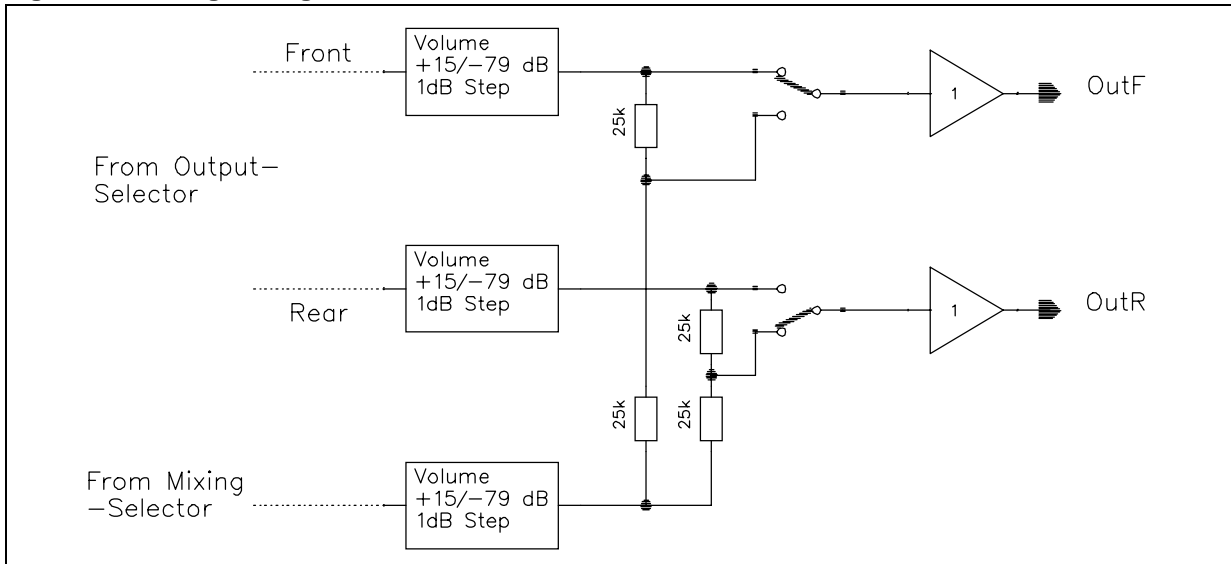 Front
Volume
+15/-79 dB
1dB Step
25k
1
OutF
From Output-
Selector
Volume
+15/-79 dB
1dB Step
Rear
25k
1
OutR
25k
25k
From Mixing
-Selector
Volume
+15/-79 dB
1dB Step